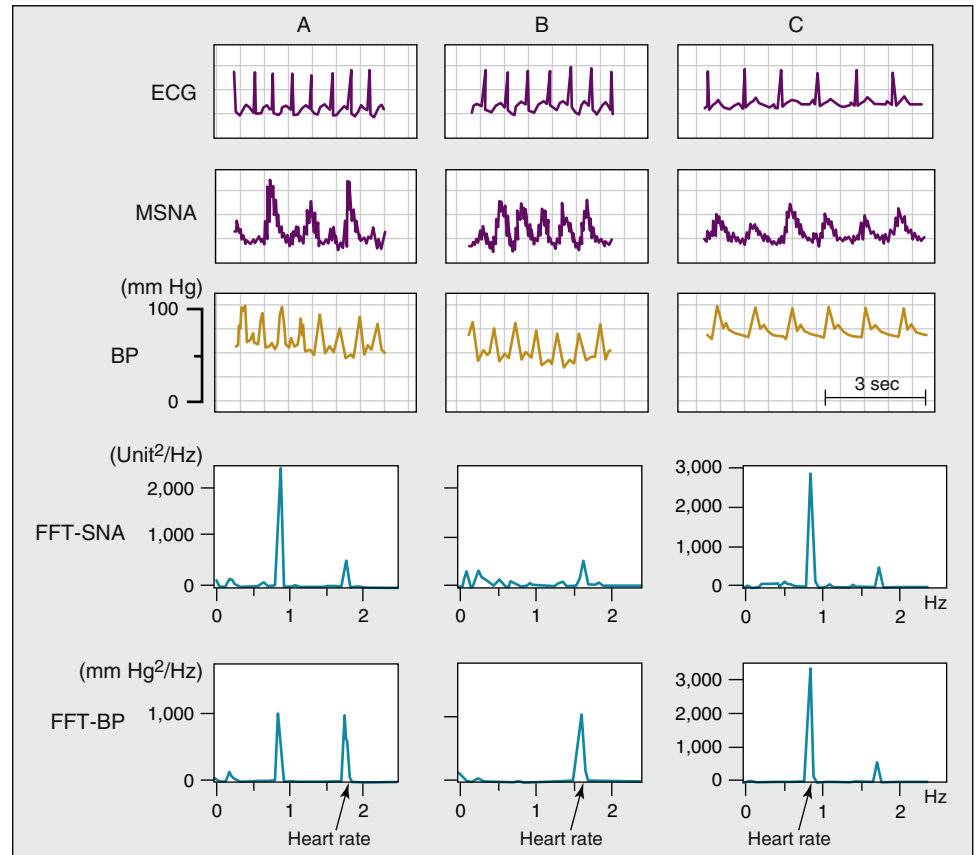 A B C
ECG
MSNA
(mm Hg)
100
BP
0
3 sec
(Unit²/Hz)
2,000
1,000
0
FFT-SNA
0 1 2
0 1 2
3,000
2,000
1,000
0
0 1 2 Hz
(mm Hg²/Hz)
1,000
0
FFT-BP
0 1 2
Heart rate
0 1 2
Heart rate
3,000
2,000
1,000
0
0 1 2 Hz
Heart rate